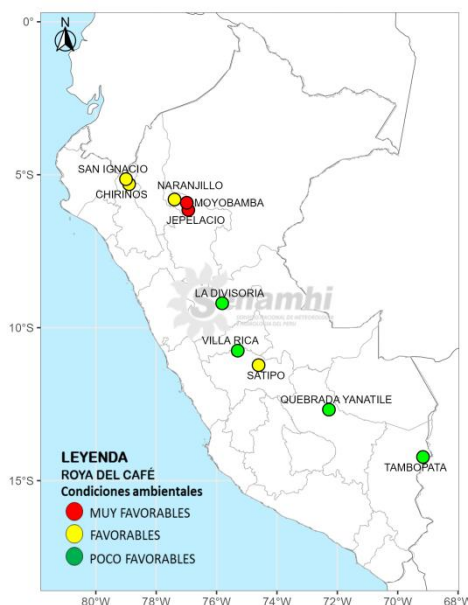 N
0°
5°S
10°S
15°S
SAN IGNACIO
CHIRINOS
NARANJILLO
MOYOBAMBA
JEPELACIO
LA DIVISORIA
Senamhi
VILLA RICA
SATIPO
QUEBRADA YANATILE
TAMBOPATA
LEYENDA
ROYA DEL CAFÉ
Condiciones ambientales
MUY FAVORABLES
FAVORABLES
POCO FAVORABLES
80°W 78°W 76°W 74°W 72°W 70°W 68°W